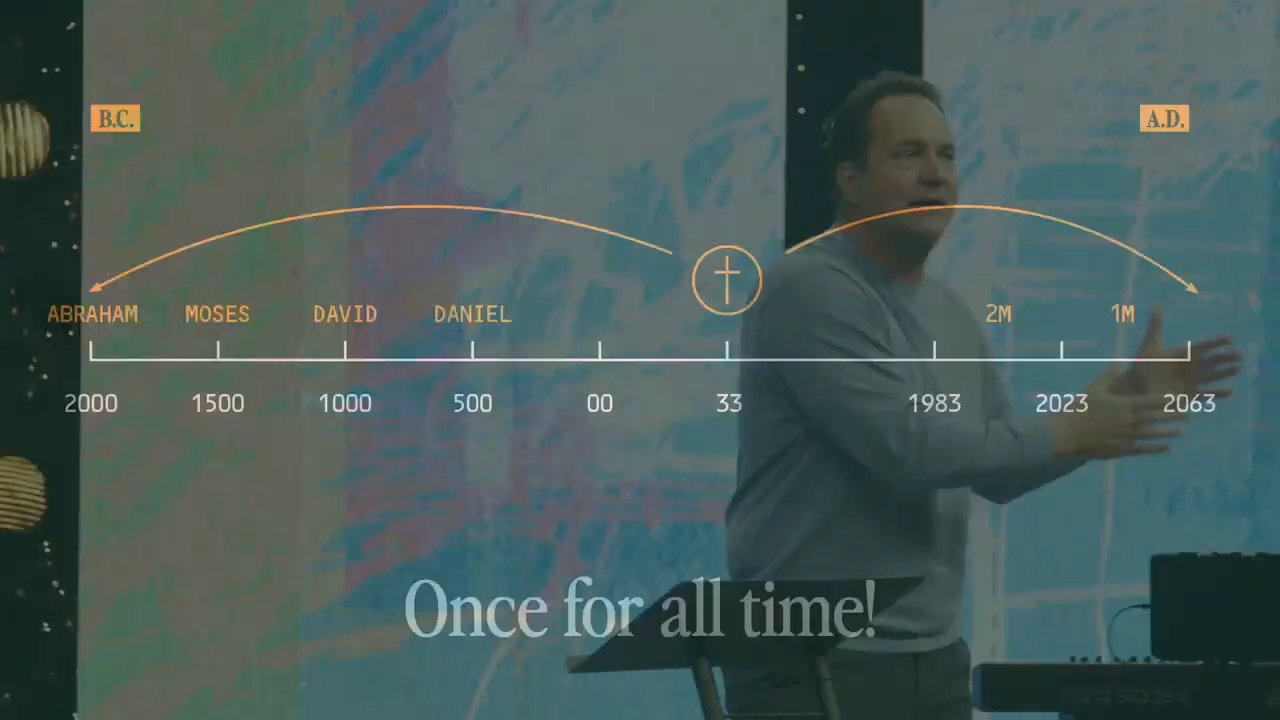 B.C. A.D.
ABRAHAM MOSES DAVID DANIEL 2M 1M
2000 1500 1000 500 00 33 1983 2023 2063
Once for all time!